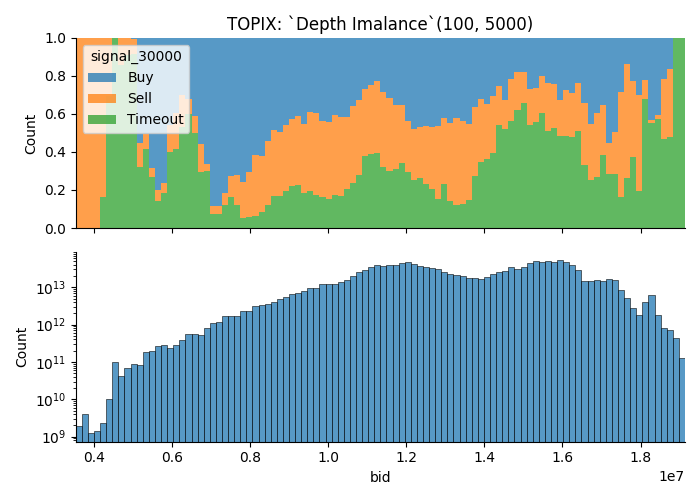 TOPIX: `Depth Imalance`(100, 5000)
signal_30000
Buy
Sell
Timeout
Count
1.0
0.8
0.6
0.4
0.2
0.0
Count
10^13
10^12
10^11
10^10
10^9
0.4 0.6 0.8 1.0 1.2 1.4 1.6 1.8
1e7
bid